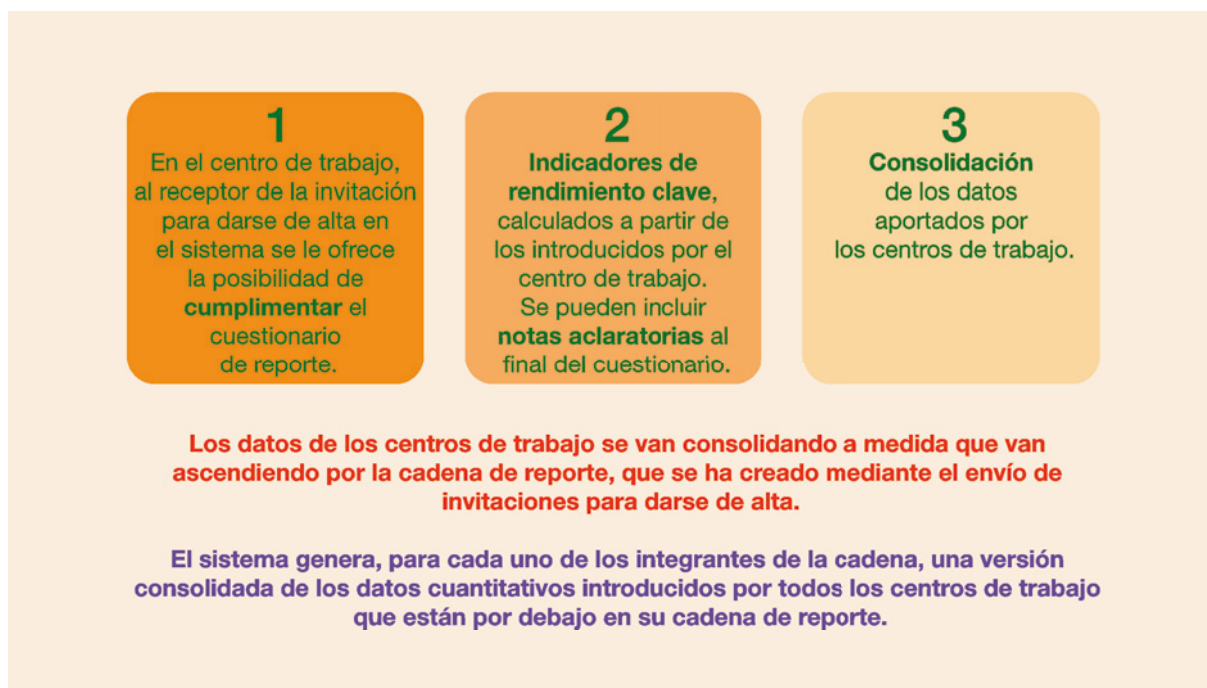 1
En el centro de trabajo,
al receptor de la invitación
para darse de alta en
el sistema se le ofrece
la posibilidad de
cumplimentar el
cuestionario
de reporte.
2
Indicadores de
rendimiento clave,
calculados a partir de
los introducidos por el
centro de trabajo.
Se pueden incluir
notas aclaratorias al
final del cuestionario.
3
Consolidación
de los datos
aportados por
los centros de trabajo.
Los datos de los centros de trabajo se van consolidando a medida que van
ascendiendo por la cadena de reporte, que se ha creado mediante el envío de
invitaciones para darse de alta.
El sistema genera, para cada uno de los integrantes de la cadena, una versión
consolidada de los datos cuantitativos introducidos por todos los centros de trabajo
que están por debajo en su cadena de reporte.